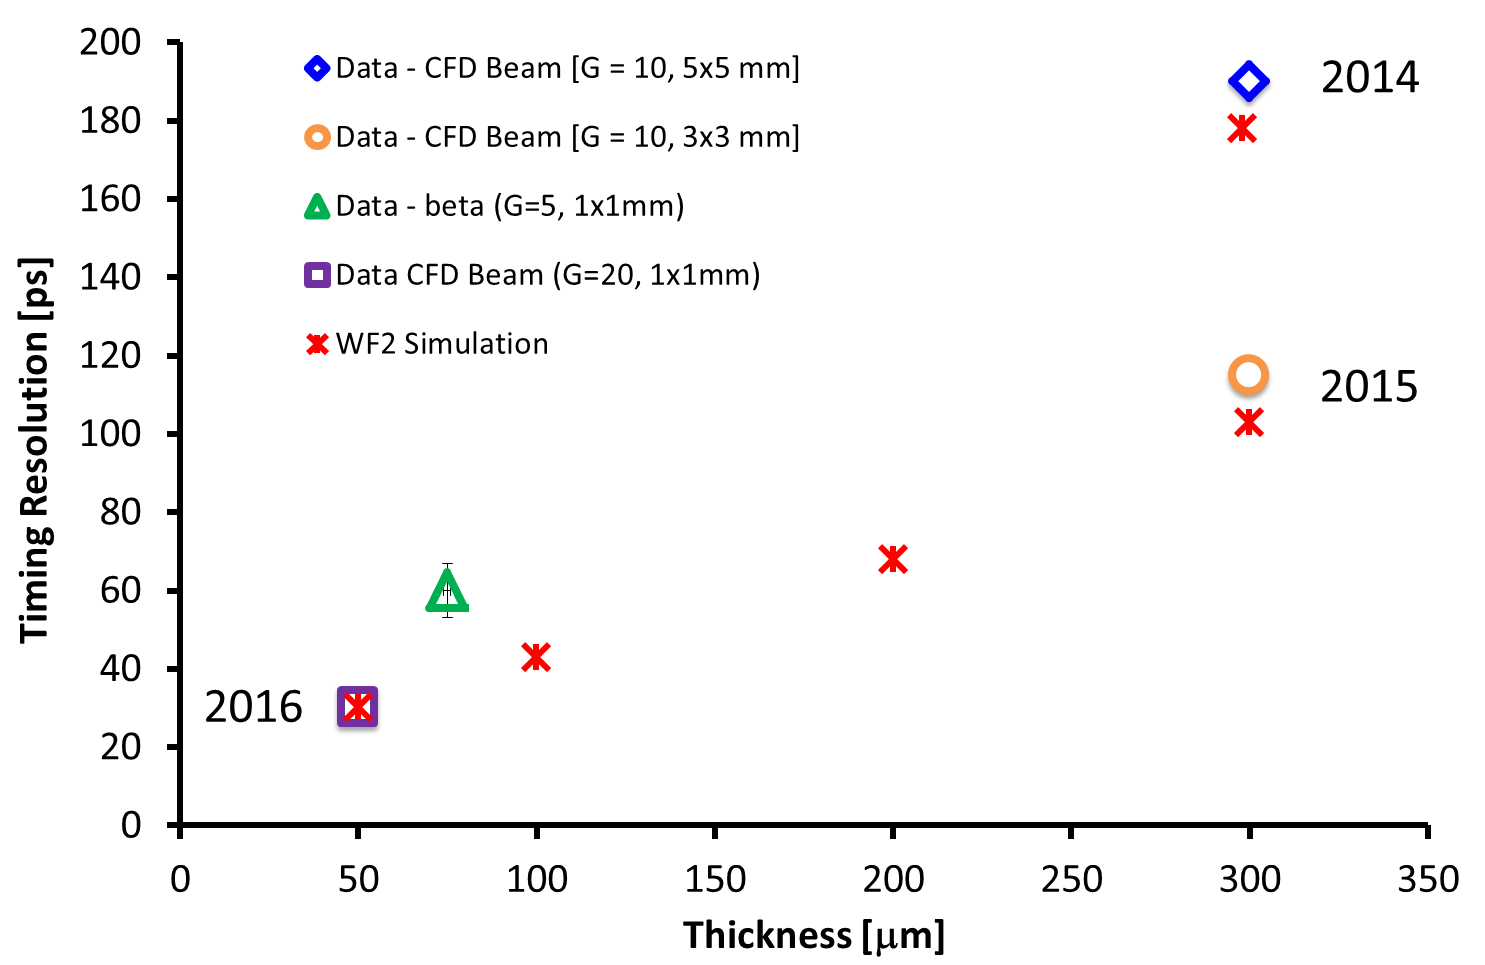 200
180
160
140
120
100
80
60
40
20
0
Timing Resolution [ps]
Data - CFD Beam [G = 10, 5x5 mm]
Data - CFD Beam [G = 10, 3x3 mm]
Data - beta (G=5, 1x1mm)
Data CFD Beam (G=20, 1x1mm)
WF2 Simulation
2014
2015
2016
0 50 100 150 200 250 300 350
Thickness [μm]